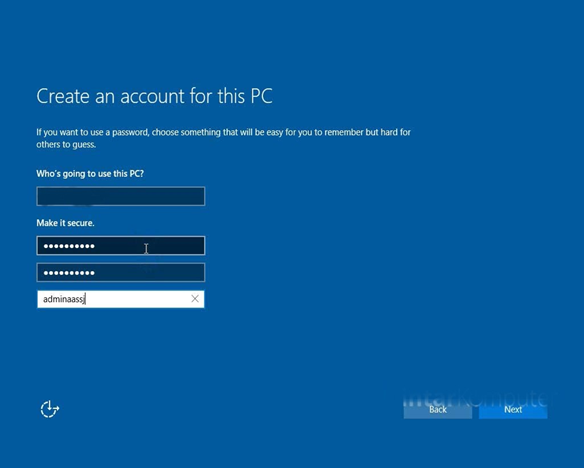 Create an account for this PC
If you want to use a password, choose something that will be easy for you to remember but hard for
others to guess.
Who's going to use this PC?
Make it secure.
●●●●●●●●●●
●●●●●●●●●●
adminaassj
Back
Next